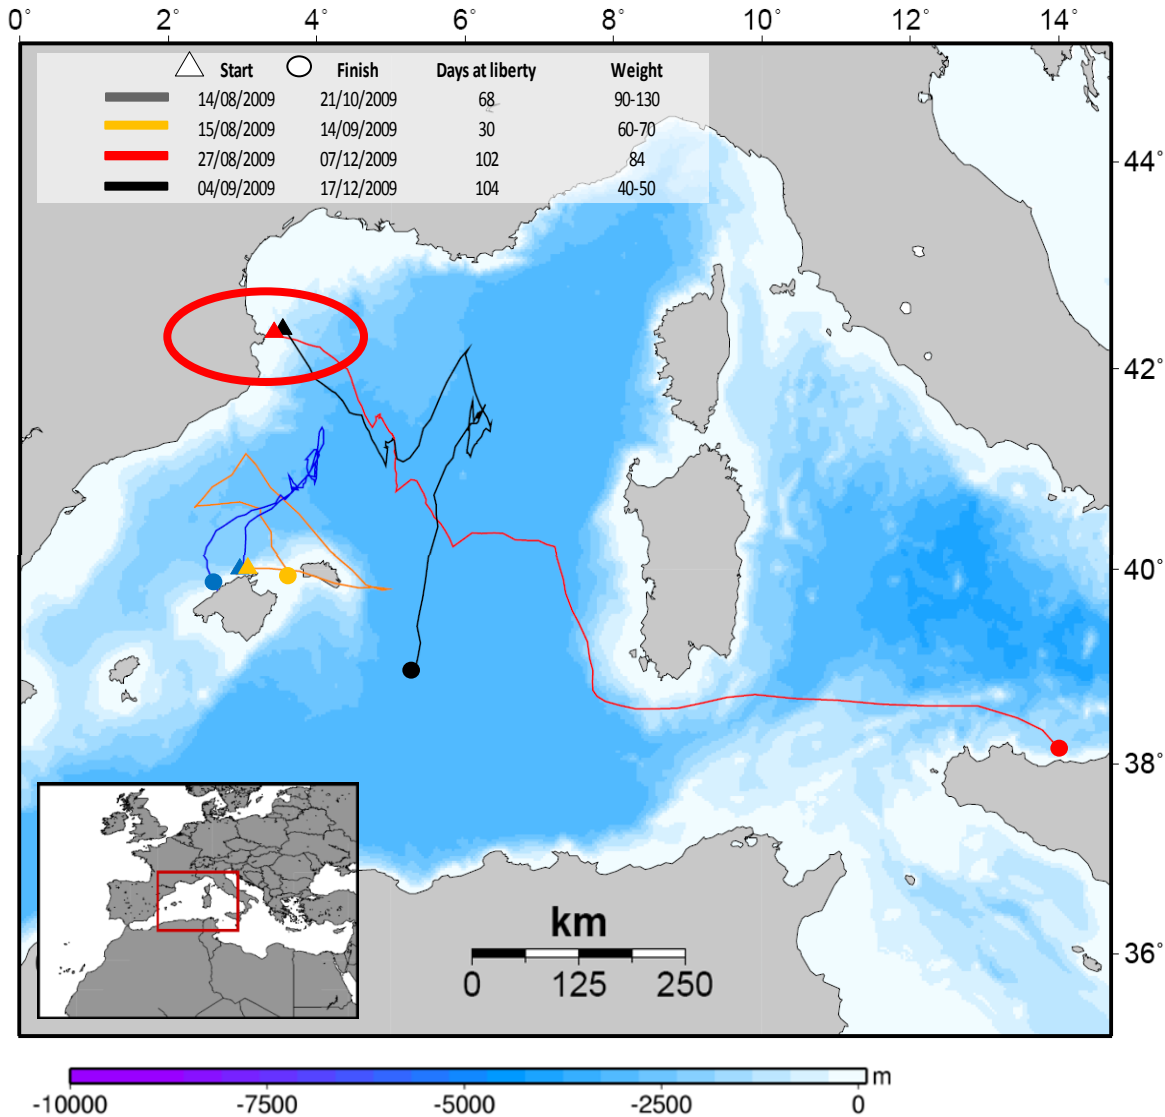 0° 2° 4° 6° 8° 10° 12° 14°
Start Finish Days at liberty Weight
14/08/2009 21/10/2009 68 90-130
15/08/2009 14/09/2009 30 60-70
27/08/2009 07/12/2009 102 84
04/09/2009 17/12/2009 104 40-50
44°
42°
40°
38°
36°
km
0 125 250
m
-10000 -7500 -5000 -2500 0